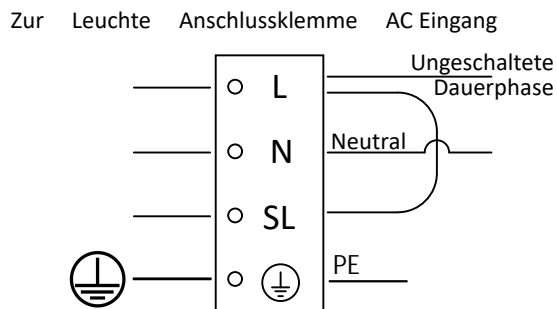 Zur Leuchte Anschlussklemme AC Eingang
Ungeschaltete
Dauerphase
L
N
Neutral
SL
PE